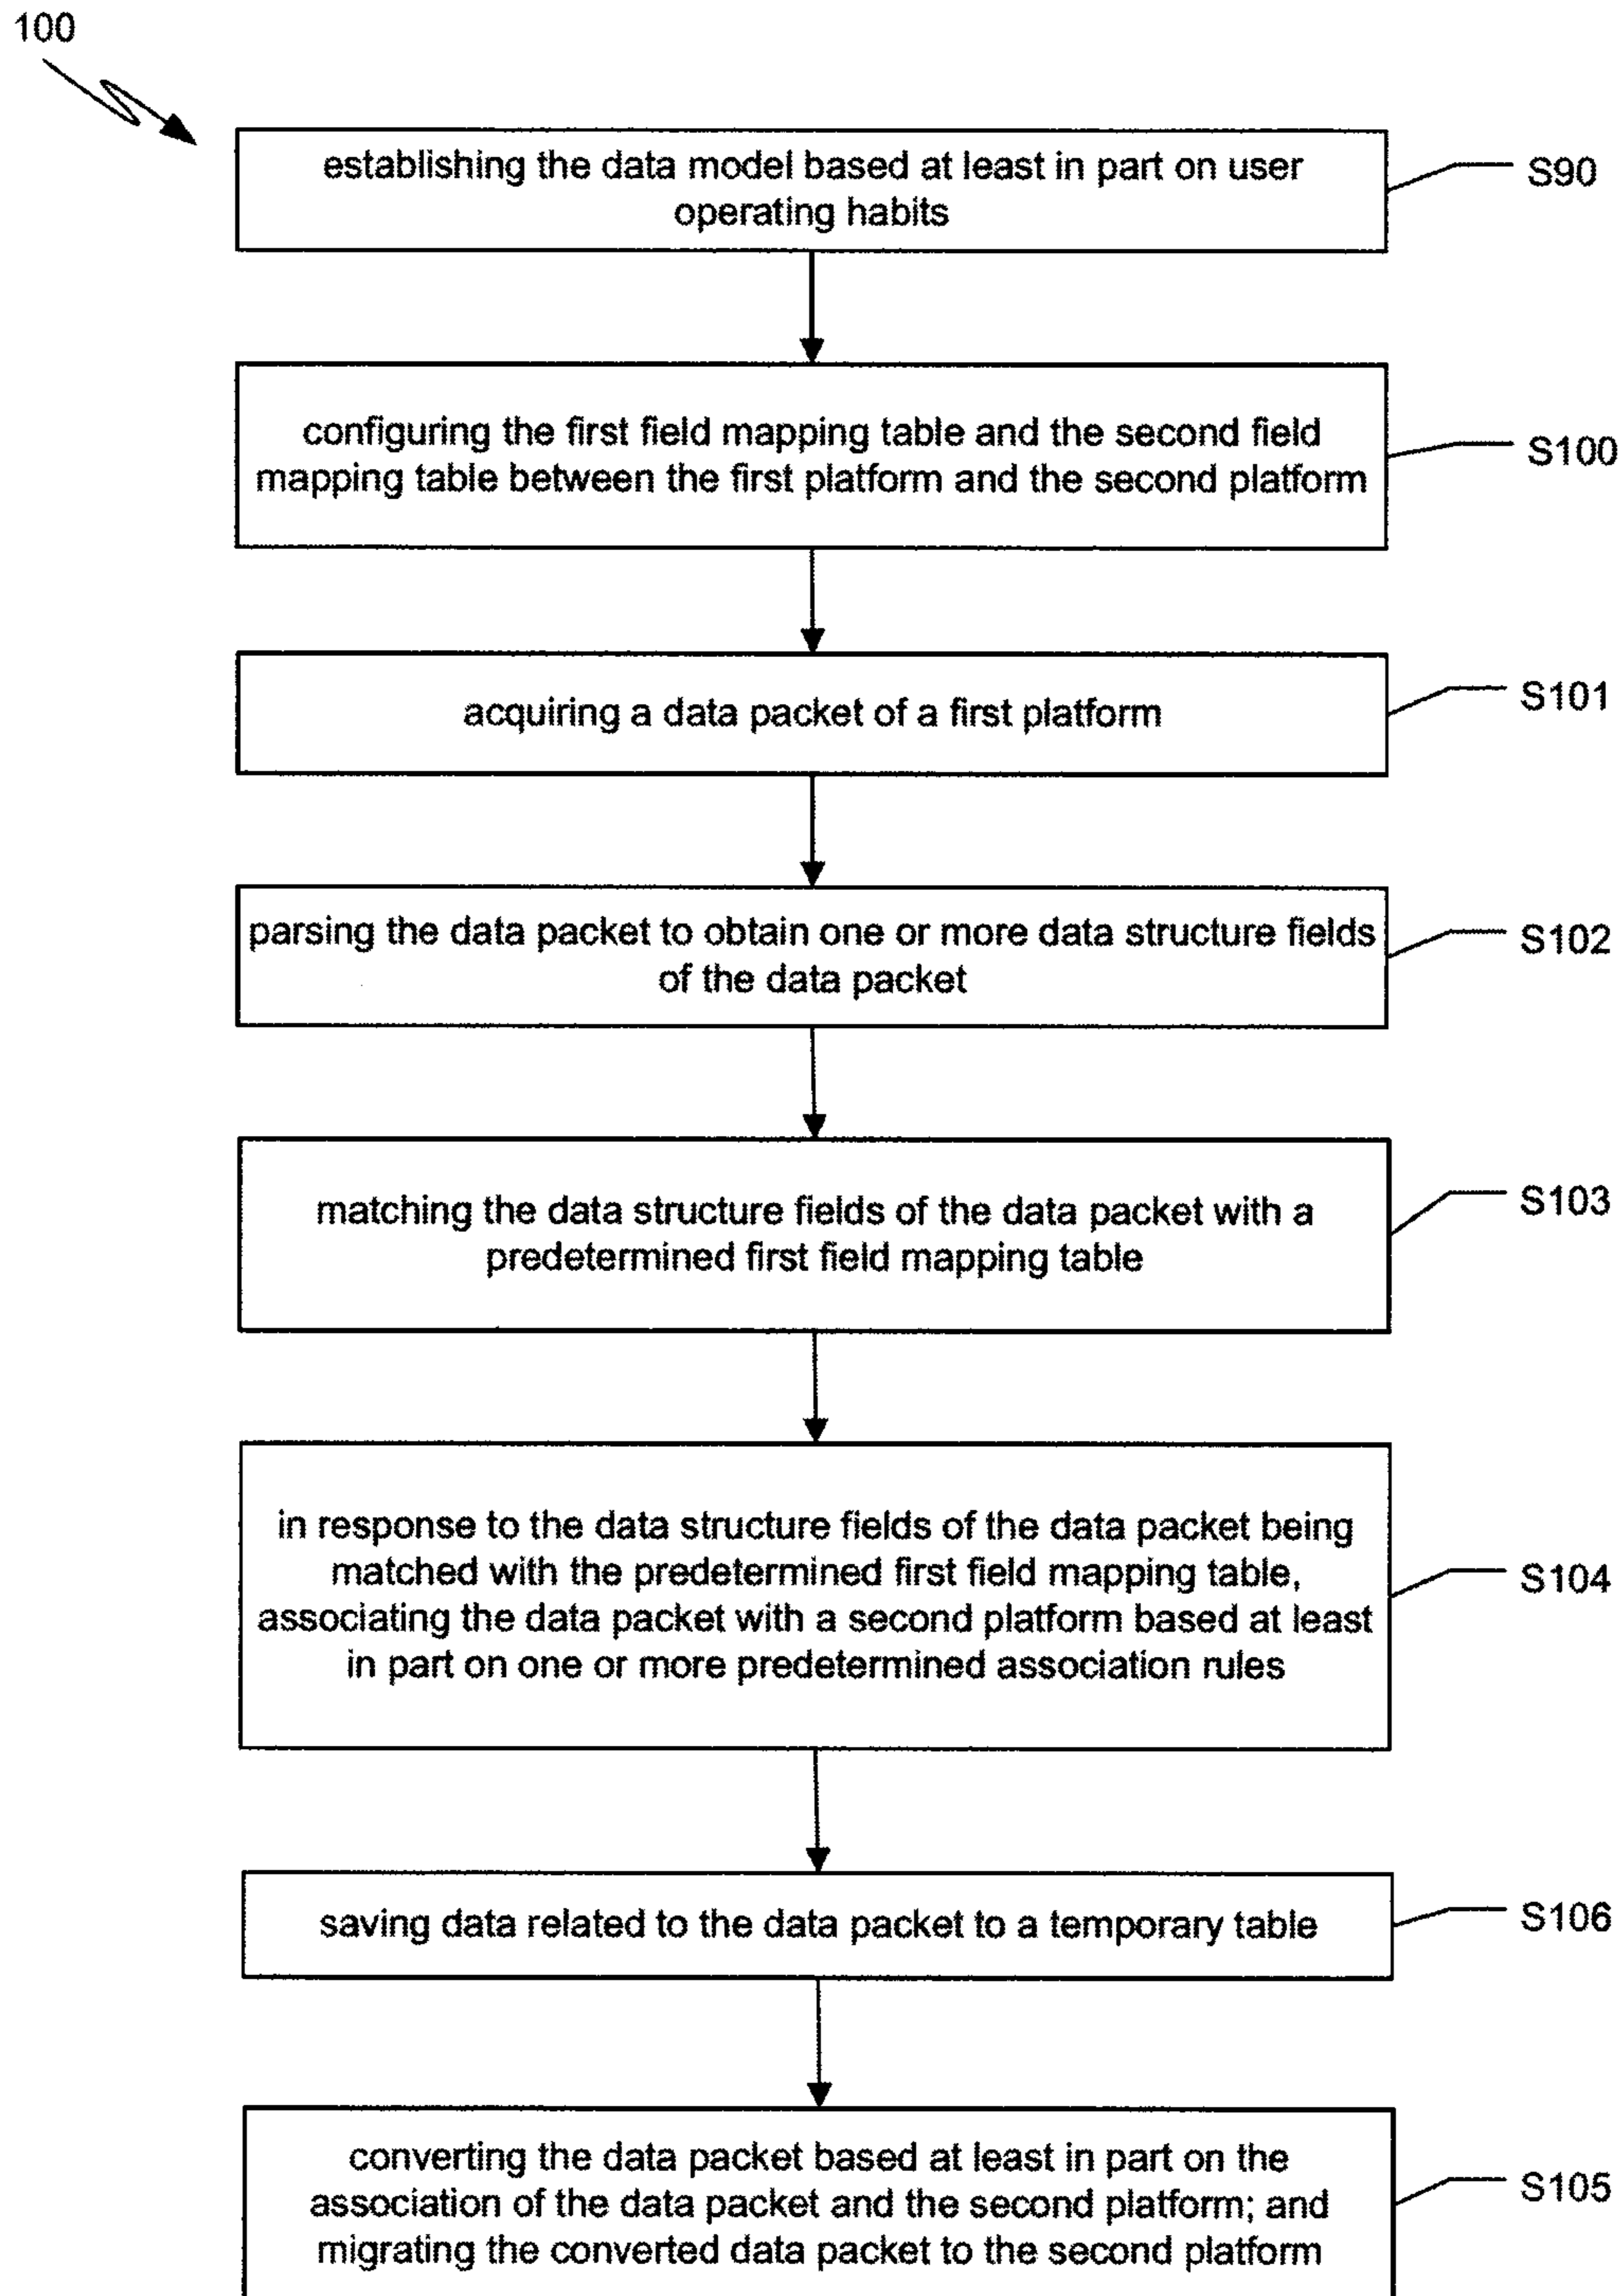 100
establishing the data model based at least in part on user
operating habits
S90
configuring the first field mapping table and the second field
mapping table between the first platform and the second platform
S100
acquiring a data packet of a first platform
S101
parsing the data packet to obtain one or more data structure fields
of the data packet
S102
matching the data structure fields of the data packet with a
predetermined first field mapping table
S103
in response to the data structure fields of the data packet being
matched with the predetermined first field mapping table,
associating the data packet with a second platform based at least
in part on one or more predetermined association rules
S104
saving data related to the data packet to a temporary table
S106
converting the data packet based at least in part on the
association of the data packet and the second platform; and
migrating the converted data packet to the second platform
S105